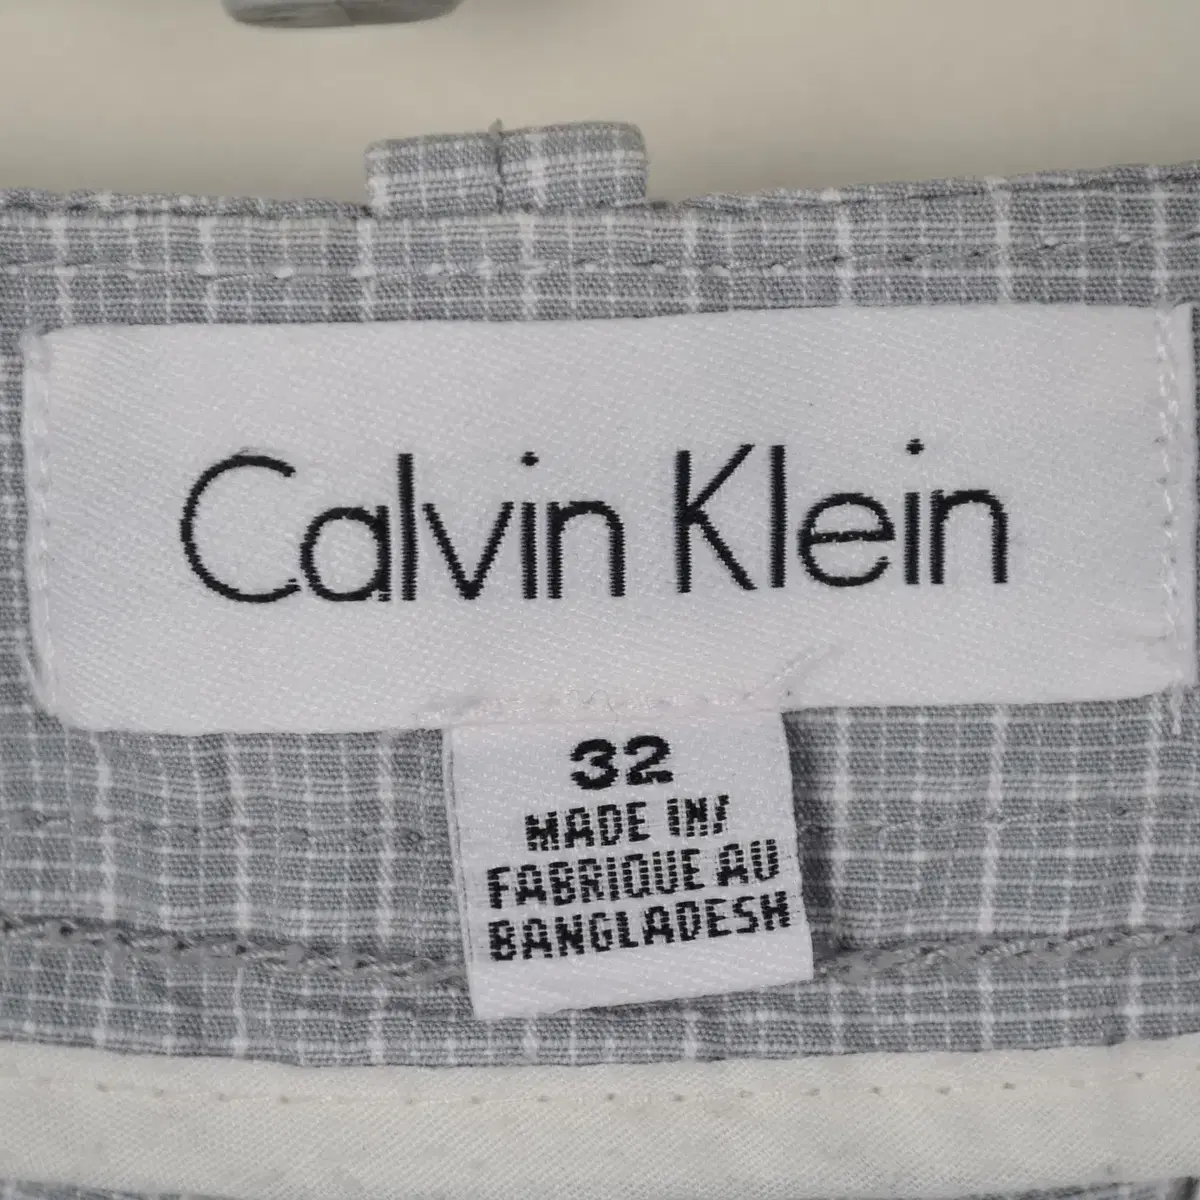 Calvin Klein
32
MADE IN/
FABRIQUE AU
BANGLADESH